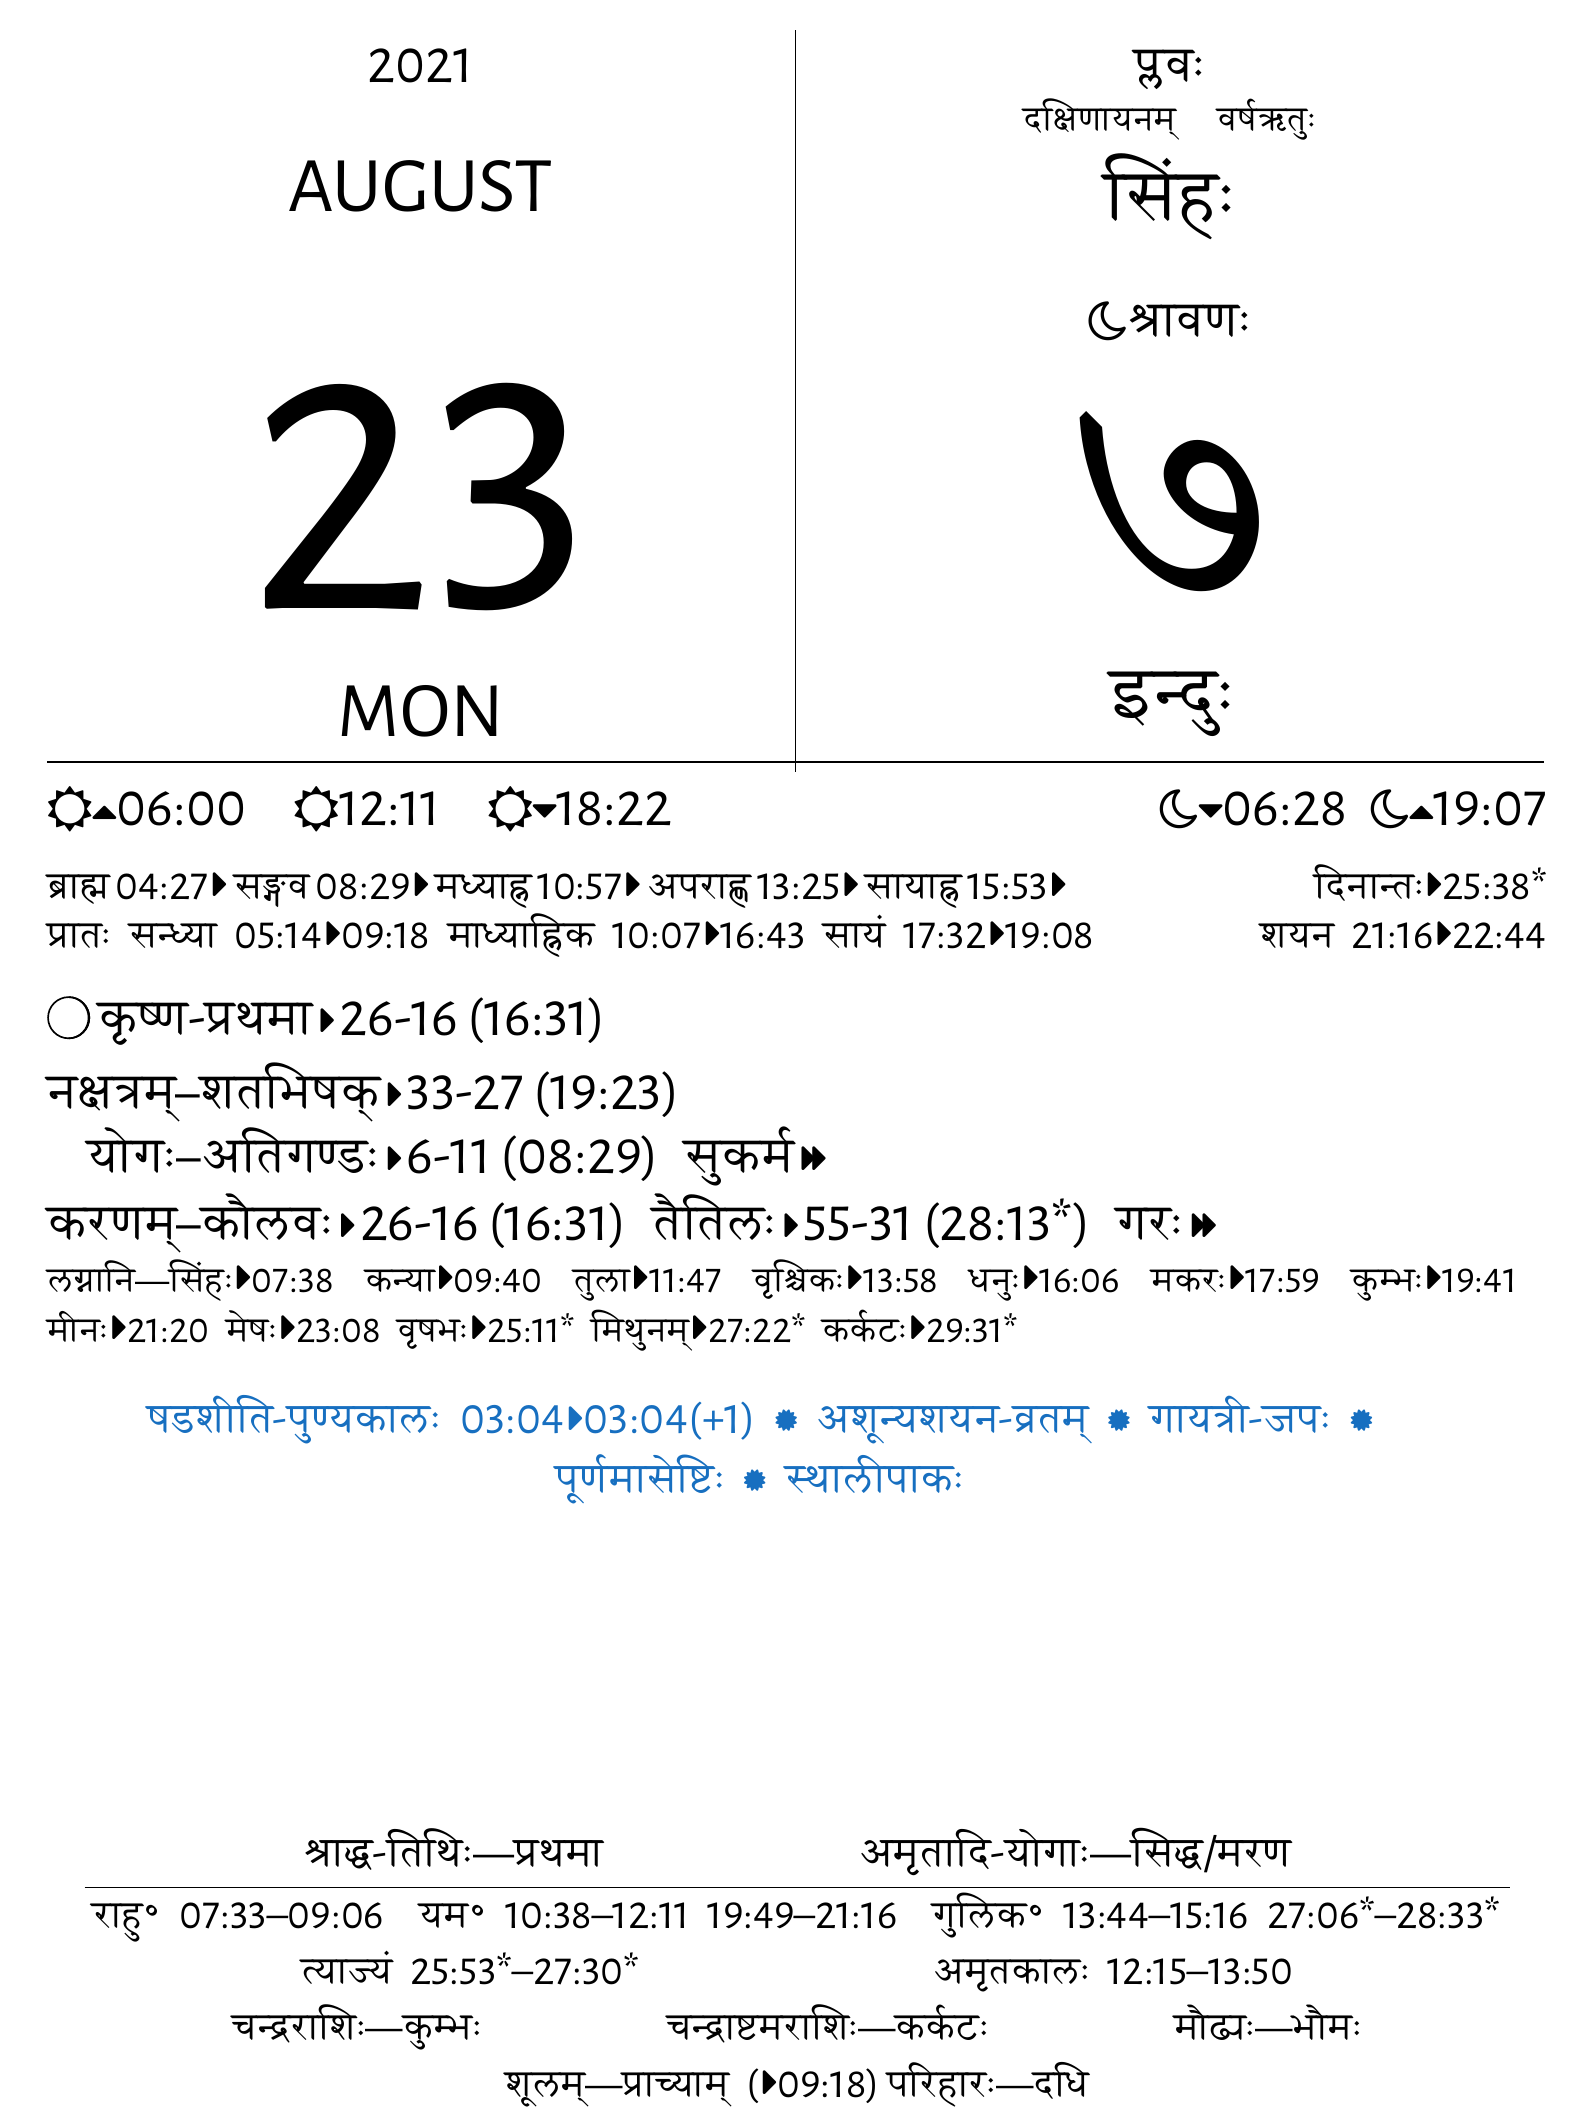 2021
AUGUST
23
MON
प्लवः
दक्षिणायनम् वर्षऋतुः
सिंहः
श्रावणः
७
इन्दुः
06:00 12:11 18:22 06:28 19:07
ब्राह्म 04:27 सङ्गव 08:29 मध्याह्न 10:57 अपराह्ण 13:25 सायाह्न 15:53 दिनान्तः 25:38*
प्रातः सन्ध्या 05:14 09:18 माध्याह्निक 10:07 16:43 सायं 17:32 19:08 शयन 21:16 22:44
कृष्ण-प्रथमा 26-16 (16:31)
नक्षत्रम्–शतभिषक् 33-27 (19:23)
योगः–अतिगण्डः 6-11 (08:29) सुकर्म
करणम्–कौलवः 26-16 (16:31) तैतिलः 55-31 (28:13*) गरः
लग्नानि—सिंहः 07:38 कन्या 09:40 तुला 11:47 वृश्चिकः 13:58 धनुः 16:06 मकरः 17:59 कुम्भः 19:41
मीनः 21:20 मेषः 23:08 वृषभः 25:11* मिथुनम् 27:22* कर्कटः 29:31*
षडशीति-पुण्यकालः 03:04 03:04(+1) अशून्यशयन-व्रतम् गायत्री-जपः
पूर्णमासेष्टिः स्थालीपाकः
श्राद्ध-तिथिः—प्रथमा अमृतादि-योगाः—सिद्ध/मरण
राहु॰ 07:33–09:06 यम॰ 10:38–12:11 19:49–21:16 गुलिक॰ 13:44–15:16 27:06*–28:33*
त्याज्यं 25:53*–27:30* अमृतकालः 12:15–13:50
चन्द्रराशिः—कुम्भः चन्द्राष्टमराशिः—कर्कटः मौढ्यः—भौमः
शूलम्—प्राच्याम् (09:18) परिहारः—दधि